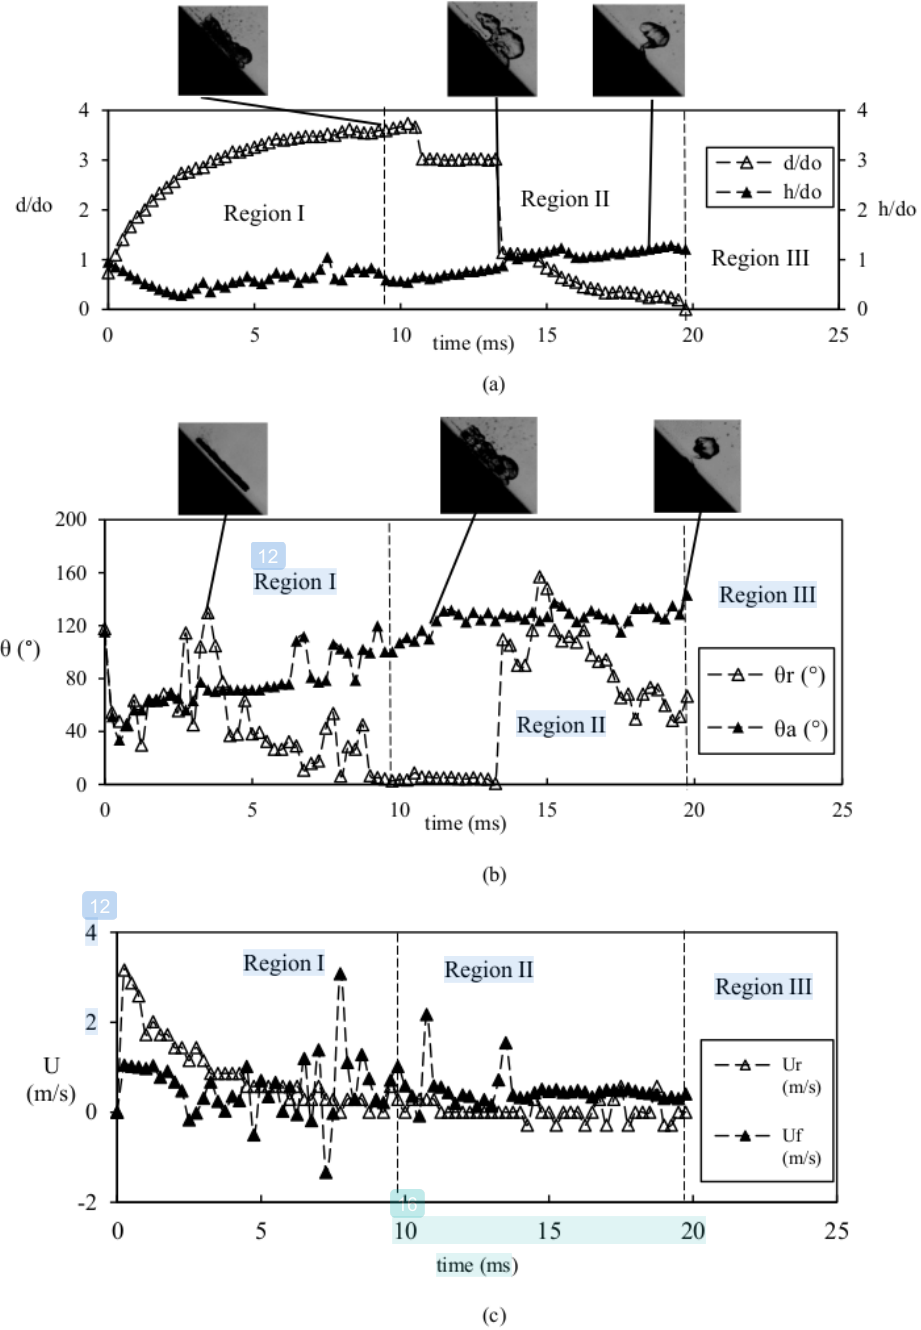 4
4
3
3
d/do
h/do
d/do
2
Region I
Region II
2
h/do
1
Region III
1
0
0
0
5
10
15
20
25
time (ms)
(a)
200
12
160
Region I
Region III
120
θ (°)
80
θr (°)
40
Region II
θa (°)
0
0
5
10
15
20
25
time (ms)
(b)
12
4
Region I
Region II
Region III
2
U
(m/s)
Ur
(m/s)
0
Uf
(m/s)
-2
16
0
5
10
15
20
25
time (ms)
(c)